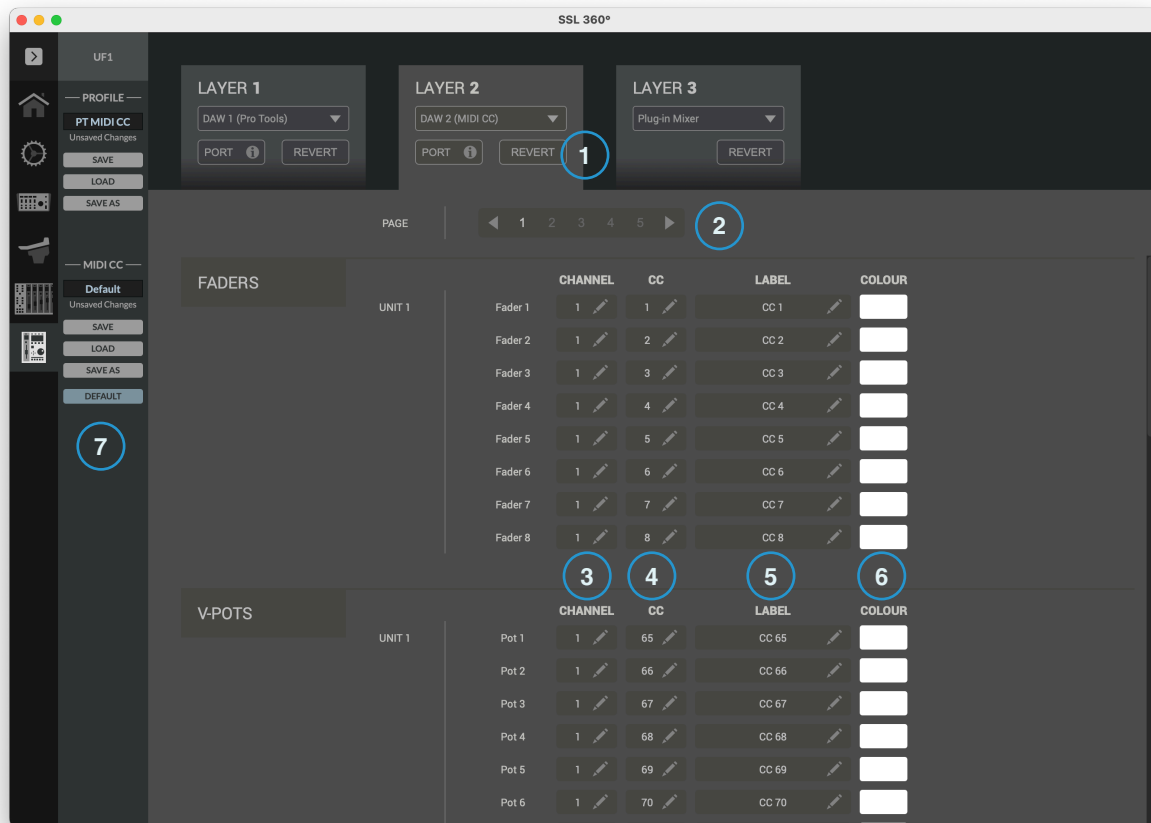 SSL 360°
UF1
PROFILE
PT MIDI CC
Unsaved Changes
SAVE
LOAD
SAVE AS
MIDI CC
Default
Unsaved Changes
SAVE
LOAD
SAVE AS
DEFAULT
7
LAYER 1
DAW 1 (Pro Tools)
PORT i REVERT
LAYER 2
DAW 2 (MIDI CC)
PORT i REVERT
1
LAYER 3
Plug-in Mixer
REVERT
PAGE 1 2 3 4 5
2
FADERS
CHANNEL CC LABEL COLOUR
UNIT 1 Fader 1 1 1 CC 1
Fader 2 1 2 CC 2
Fader 3 1 3 CC 3
Fader 4 1 4 CC 4
Fader 5 1 5 CC 5
Fader 6 1 6 CC 6
Fader 7 1 7 CC 7
Fader 8 1 8 CC 8
3 4 5 6
V-POTS
CHANNEL CC LABEL COLOUR
UNIT 1 Pot 1 1 65 CC 65
Pot 2 1 66 CC 66
Pot 3 1 67 CC 67
Pot 4 1 68 CC 68
Pot 5 1 69 CC 69
Pot 6 1 70 CC 70